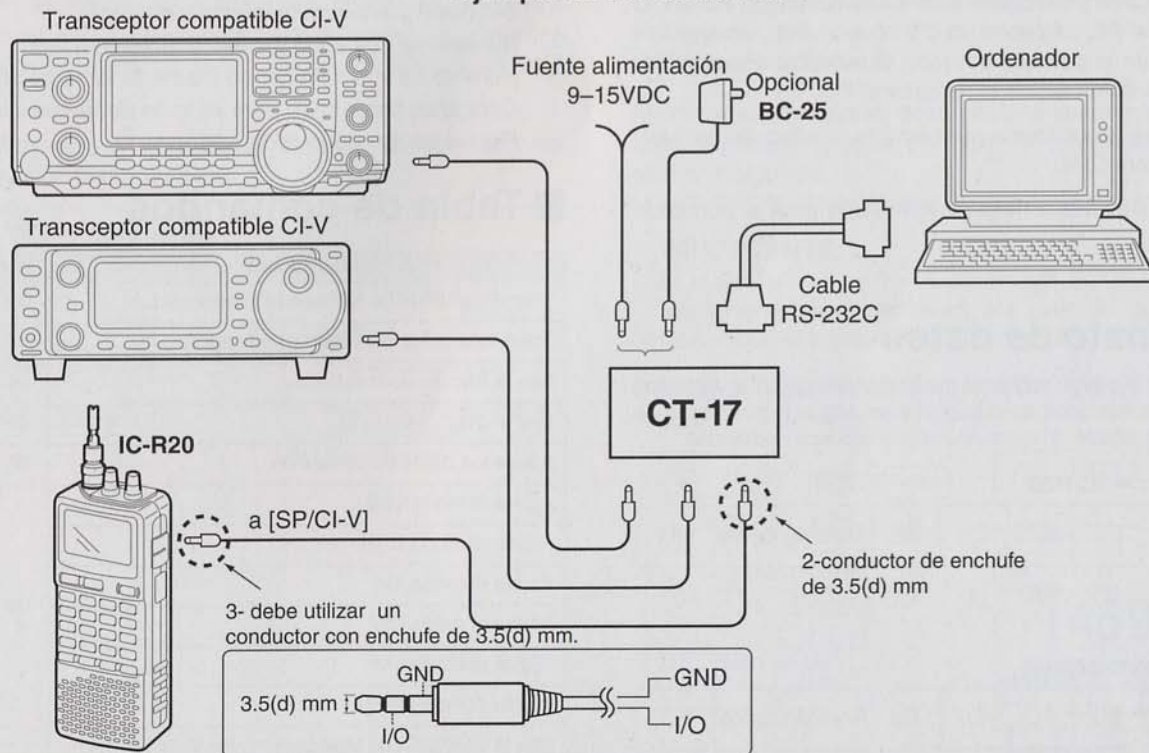 Transceptor compatible CI-V
Fuente alimentación
9–15VDC
Opcional
BC-25
Ordenador
Transceptor compatible CI-V
Cable
RS-232C
CT-17
IC-R20
a [SP/CI-V]
2-conductor de enchufe
de 3.5(d) mm
3- debe utilizar un
conductor con enchufe de 3.5(d) mm.
GND
3.5(d) mm
I/O
GND
I/O